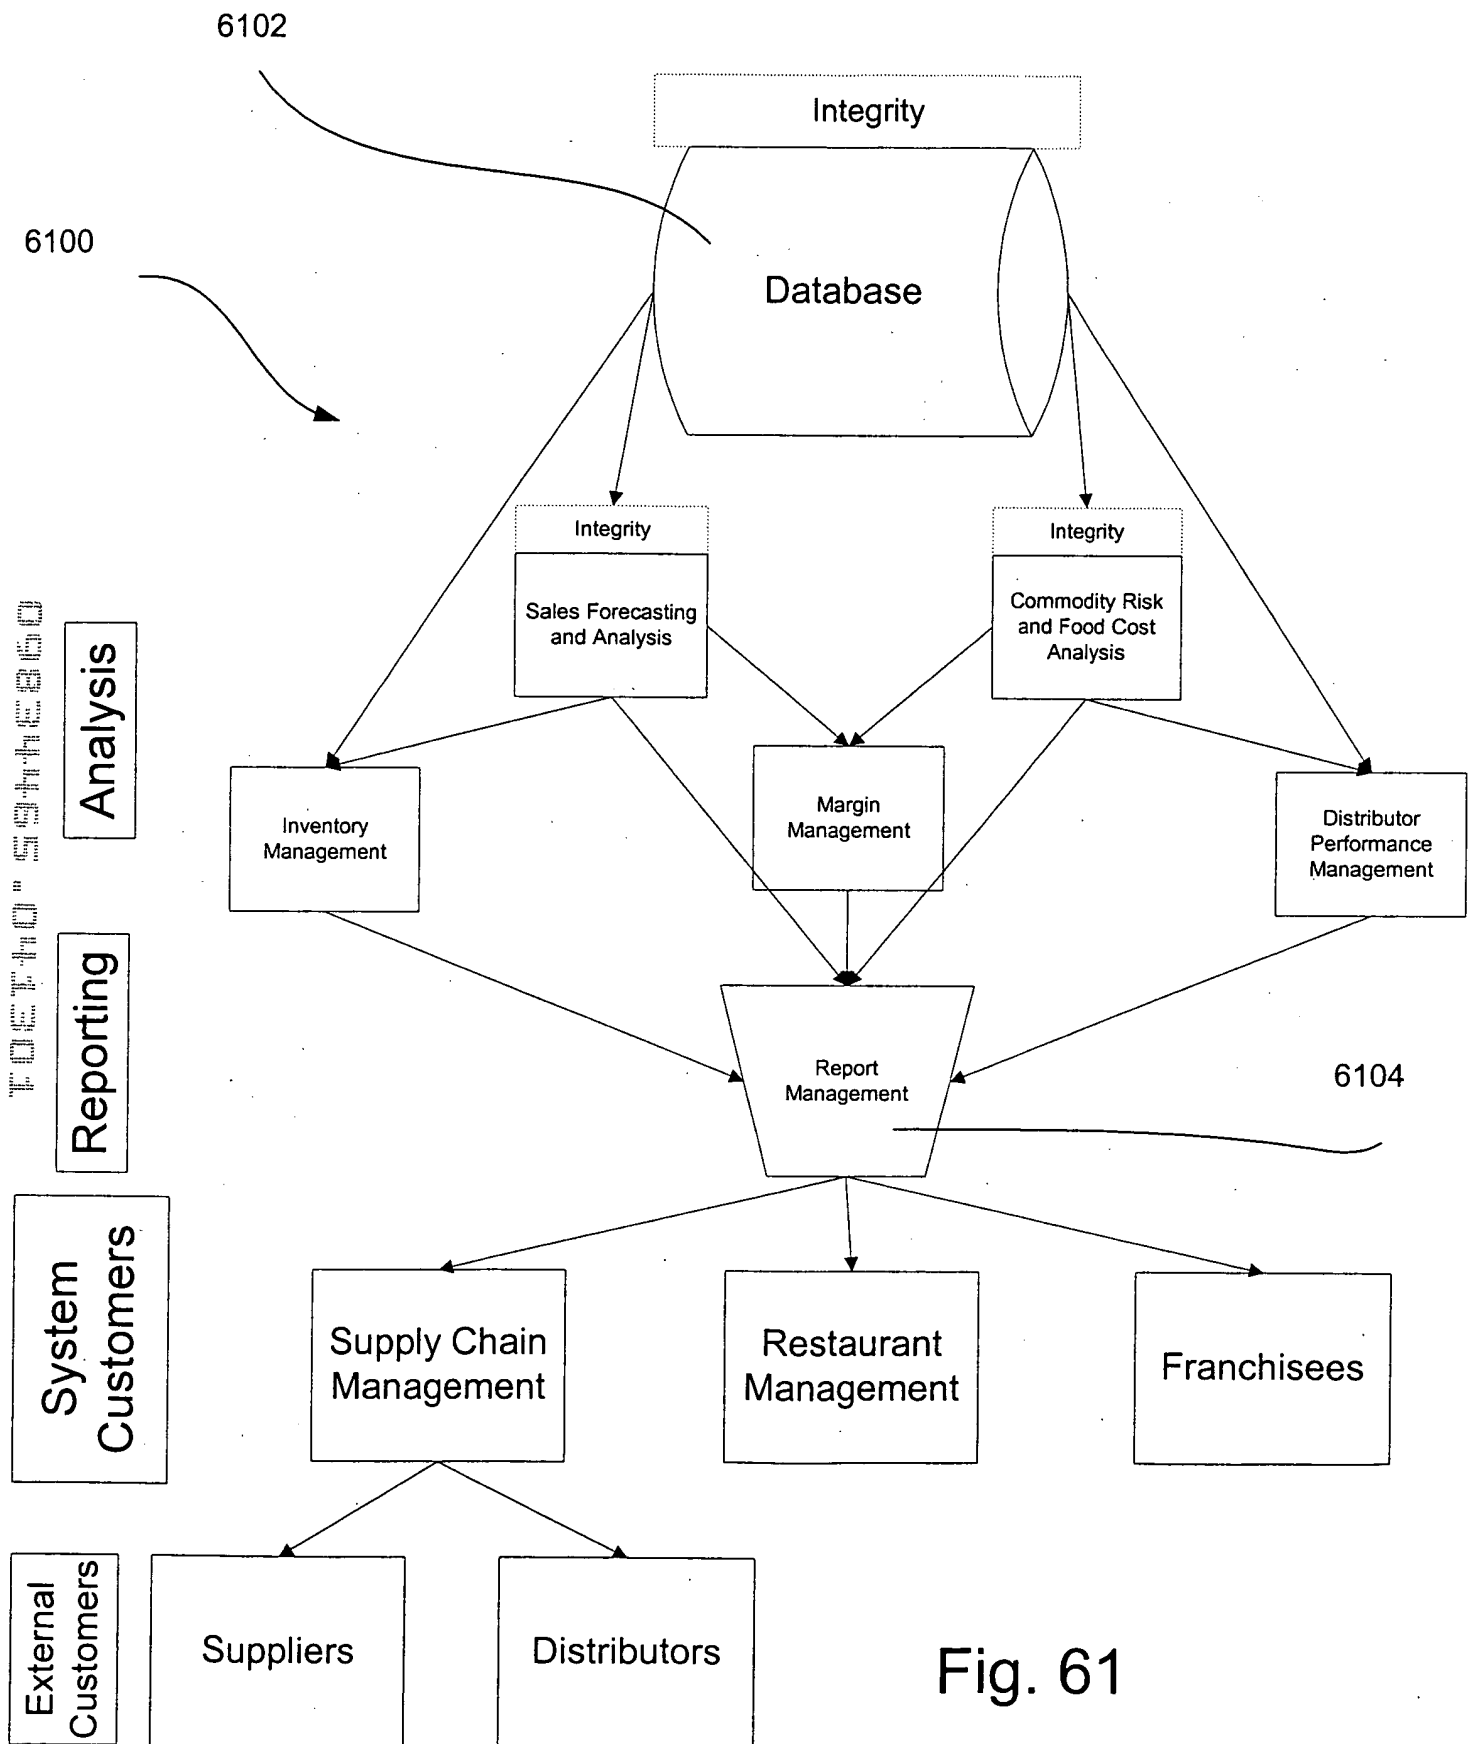 6102
Integrity
6100
Database
Integrity
Integrity
Sales Forecasting
and Analysis
Commodity Risk
and Food Cost
Analysis
Analysis
Inventory
Management
Margin
Management
Distributor
Performance
Management
Reporting
Report
Management
6104
System
Customers
Supply Chain
Management
Restaurant
Management
Franchisees
External
Customers
Suppliers
Distributors
Fig. 61